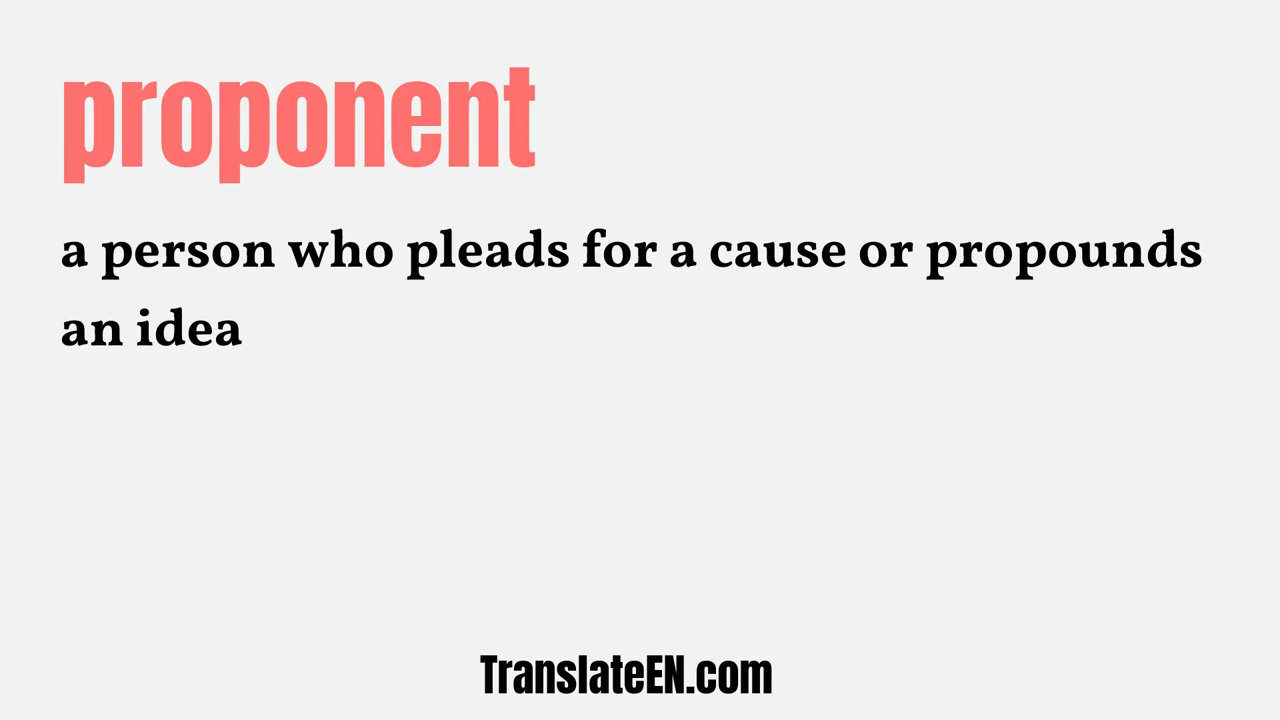 proponent
a person who pleads for a cause or propounds
an idea
TranslateEN.com